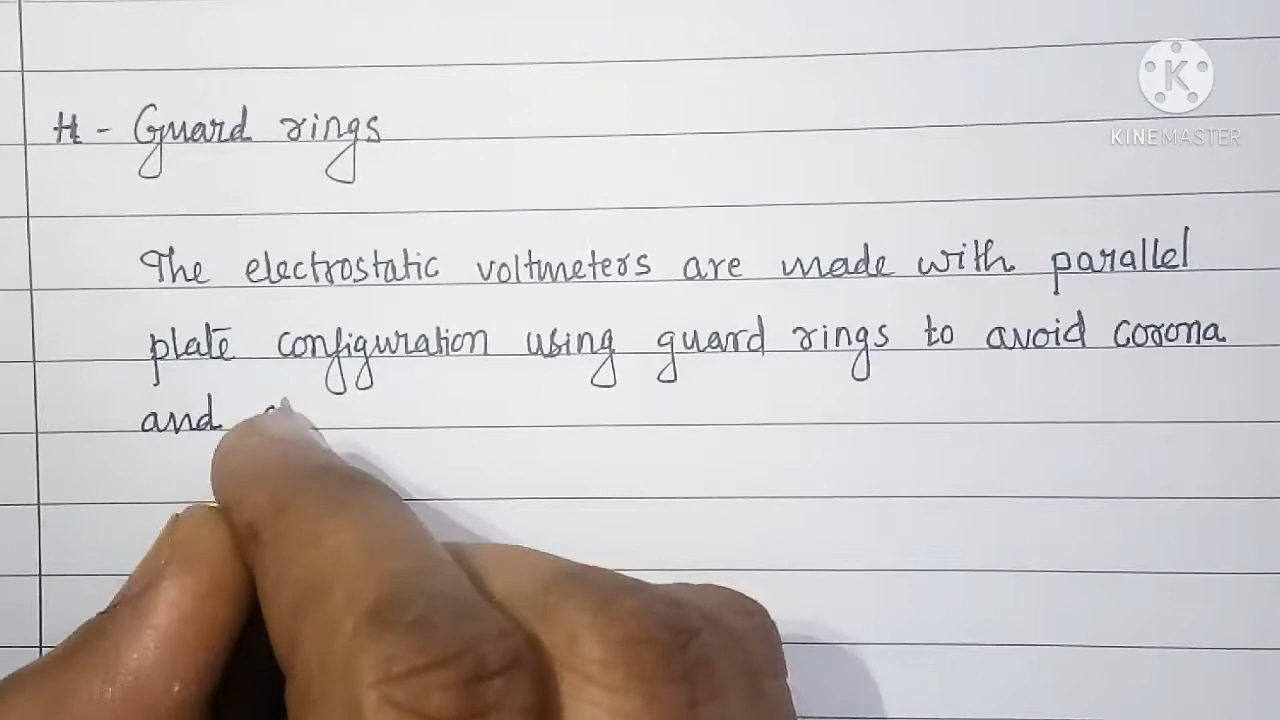 H - Guard rings
K
KINEMASTER
The electrostatic voltmeters are made with parallel
plate configuration using guard rings to avoid corona
and